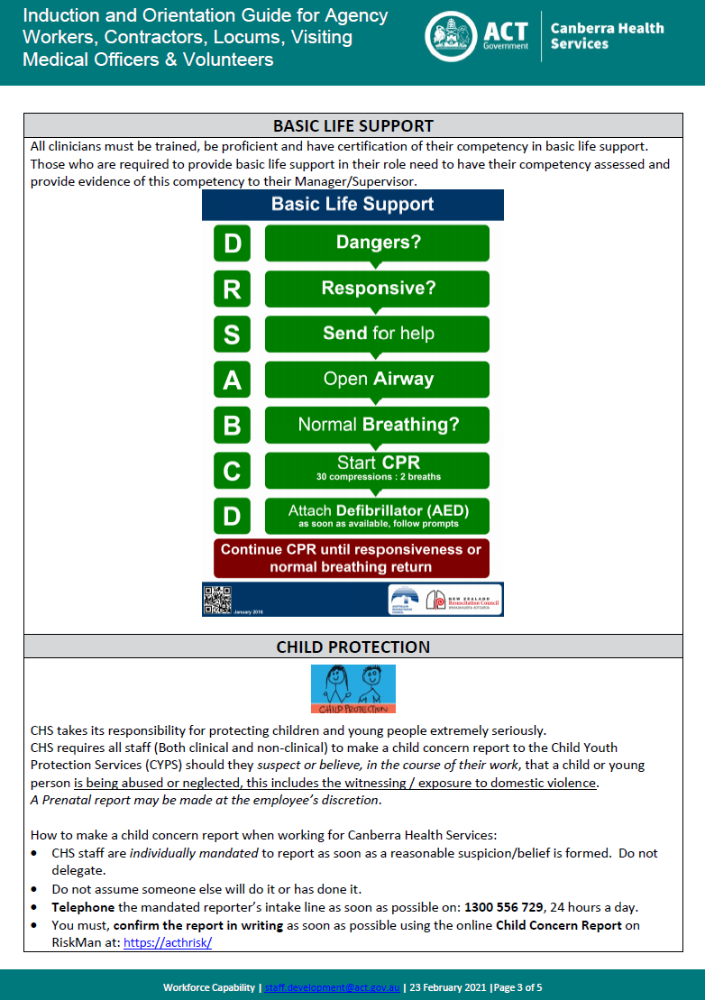 Induction and Orientation Guide for Agency
Workers, Contractors, Locums, Visiting
Medical Officers & Volunteers
ACT
Government
Canberra Health
Services
BASIC LIFE SUPPORT
All clinicians must be trained, be proficient and have certification of their competency in basic life support.
Those who are required to provide basic life support in their role need to have their competency assessed and
provide evidence of this competency to their Manager/Supervisor.
Basic Life Support
D Dangers?
R Responsive?
S Send for help
A Open Airway
B Normal Breathing?
C Start CPR
30 compressions : 2 breaths
D Attach Defibrillator (AED)
as soon as available, follow prompts
Continue CPR until responsiveness or
normal breathing return
January 2016
NEW ZEALAND
Resuscitation Council
CHILD PROTECTION
CHILD PROTECTION
CHS takes its responsibility for protecting children and young people extremely seriously.
CHS requires all staff (Both clinical and non-clinical) to make a child concern report to the Child Youth
Protection Services (CYPS) should they suspect or believe, in the course of their work, that a child or young
person is being abused or neglected, this includes the witnessing / exposure to domestic violence.
A Prenatal report may be made at the employee's discretion.
How to make a child concern report when working for Canberra Health Services:
• CHS staff are individually mandated to report as soon as a reasonable suspicion/belief is formed. Do not
delegate.
• Do not assume someone else will do it or has done it.
• Telephone the mandated reporter's intake line as soon as possible on: 1300 556 729, 24 hours a day.
• You must, confirm the report in writing as soon as possible using the online Child Concern Report on
RiskMan at: https://acthrisk/
Workforce Capability | staff.development@act.gov.au | 23 February 2021 |Page 3 of 5